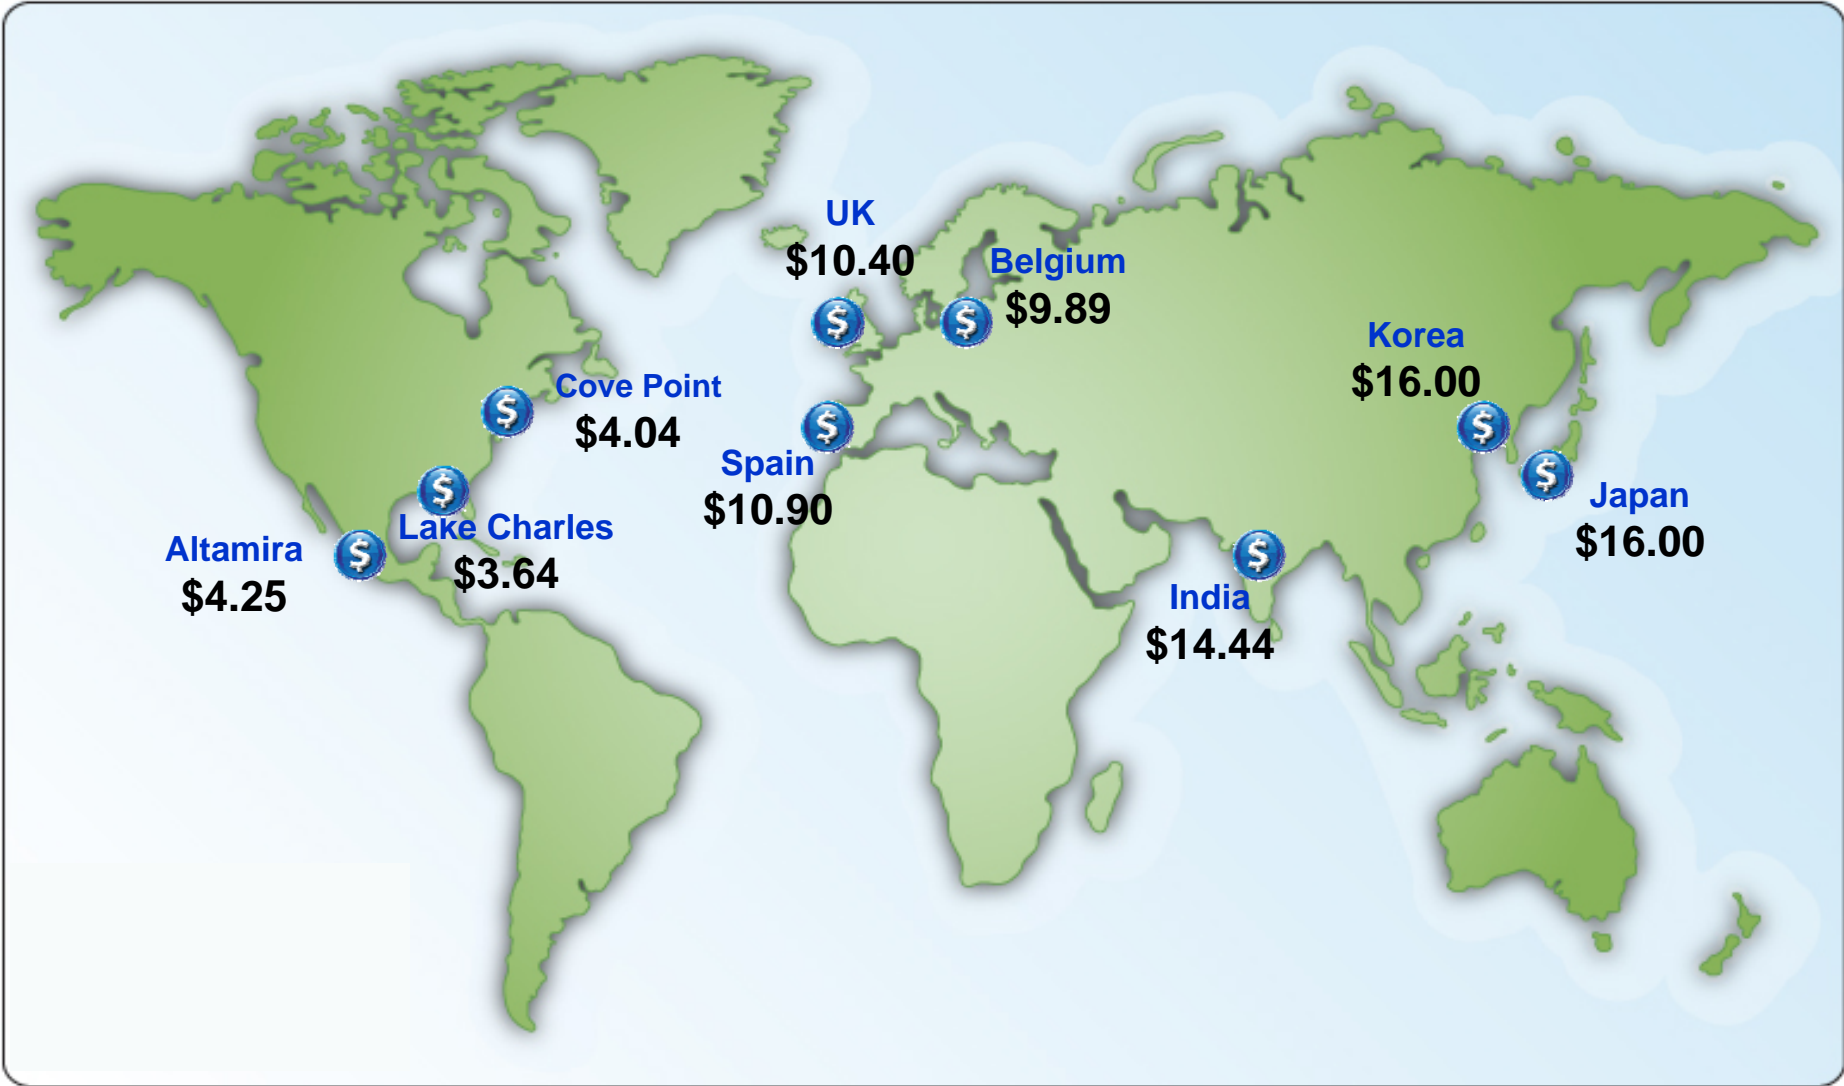 UK
$10.40
Belgium
$9.89
Korea
$16.00
Cove Point
$4.04
Spain
$10.90
Japan
$16.00
Lake Charles
$3.64
Altamira
$4.25
India
$14.44